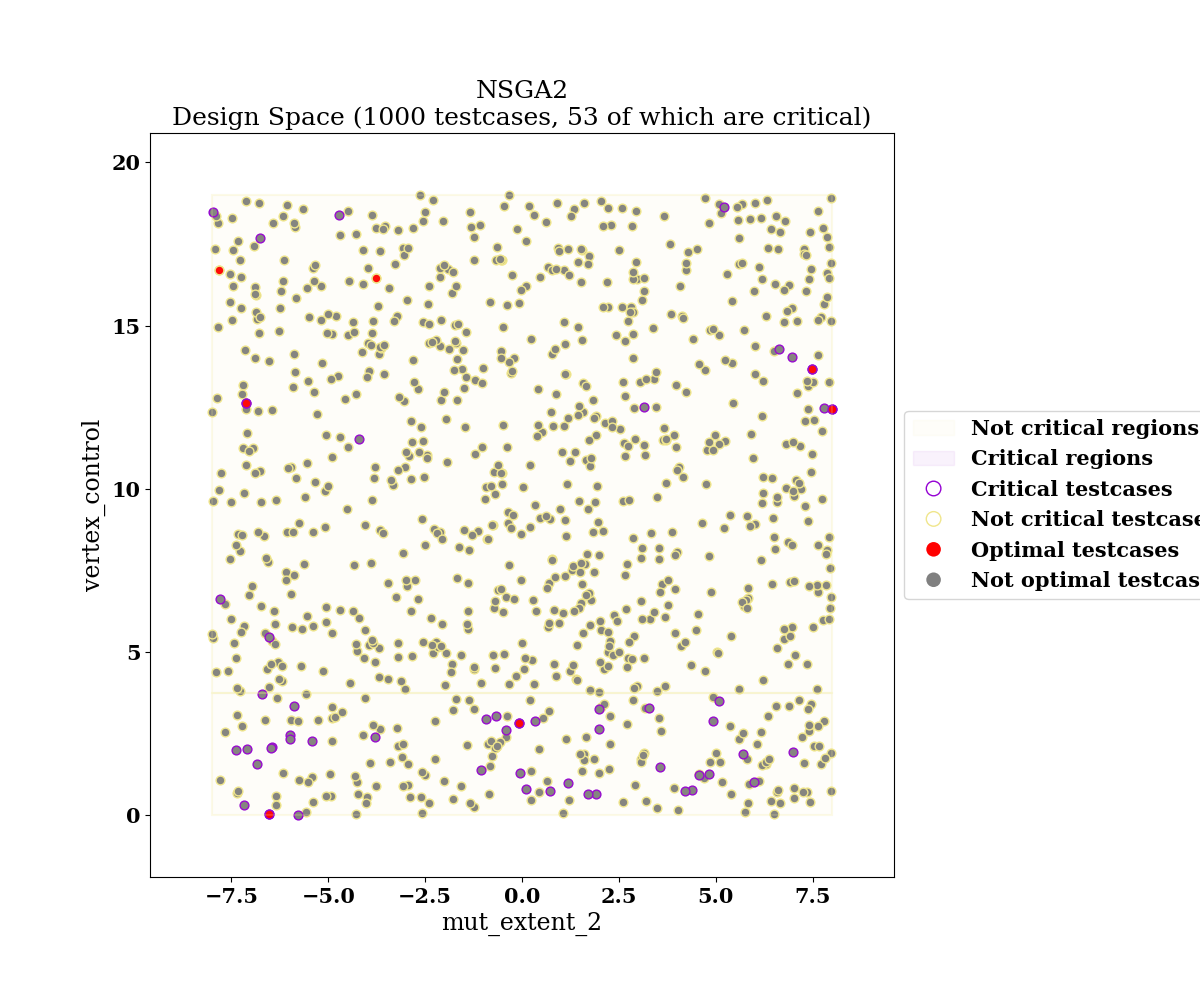 NSGA2
Design Space (1000 testcases, 53 of which are critical)
20
15
10
5
0
vertex_control
−7.5
−5.0
−2.5
0.0
2.5
5.0
7.5
mut_extent_2
Not critical regions
Critical regions
Critical testcases
Not critical testcase
Optimal testcases
Not optimal testcas